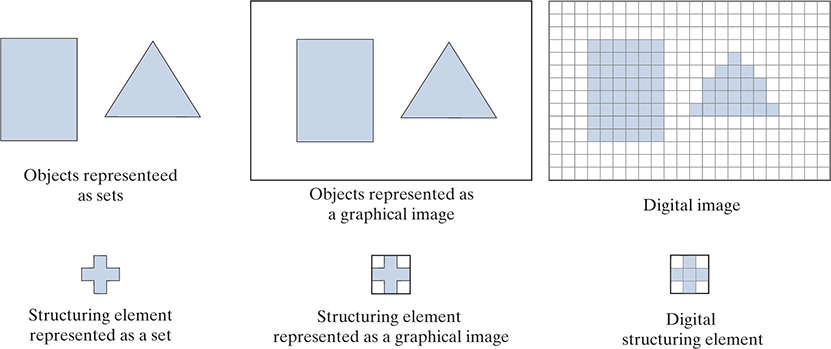 Objects representeed
as sets
Objects represented as
a graphical image
Digital image
Structuring element
represented as a set
Structuring element
represented as a graphical image
Digital
structuring element